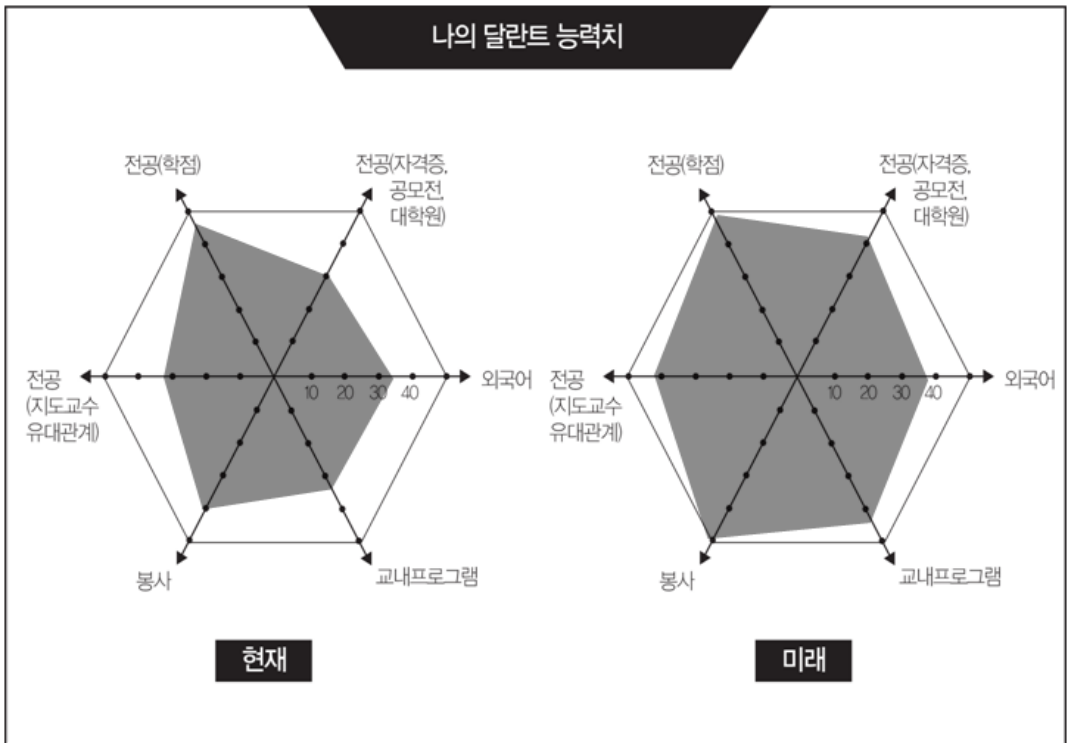 나의 달란트 능력치
전공(학점)
전공(자격증,
공모전,
대학원)
외국어
10 20 30 40
전공
(지도교수
유대관계)
봉사
교내프로그램
현재
전공(학점)
전공(자격증,
공모전,
대학원)
외국어
10 20 30 40
전공
(지도교수
유대관계)
봉사
교내프로그램
미래